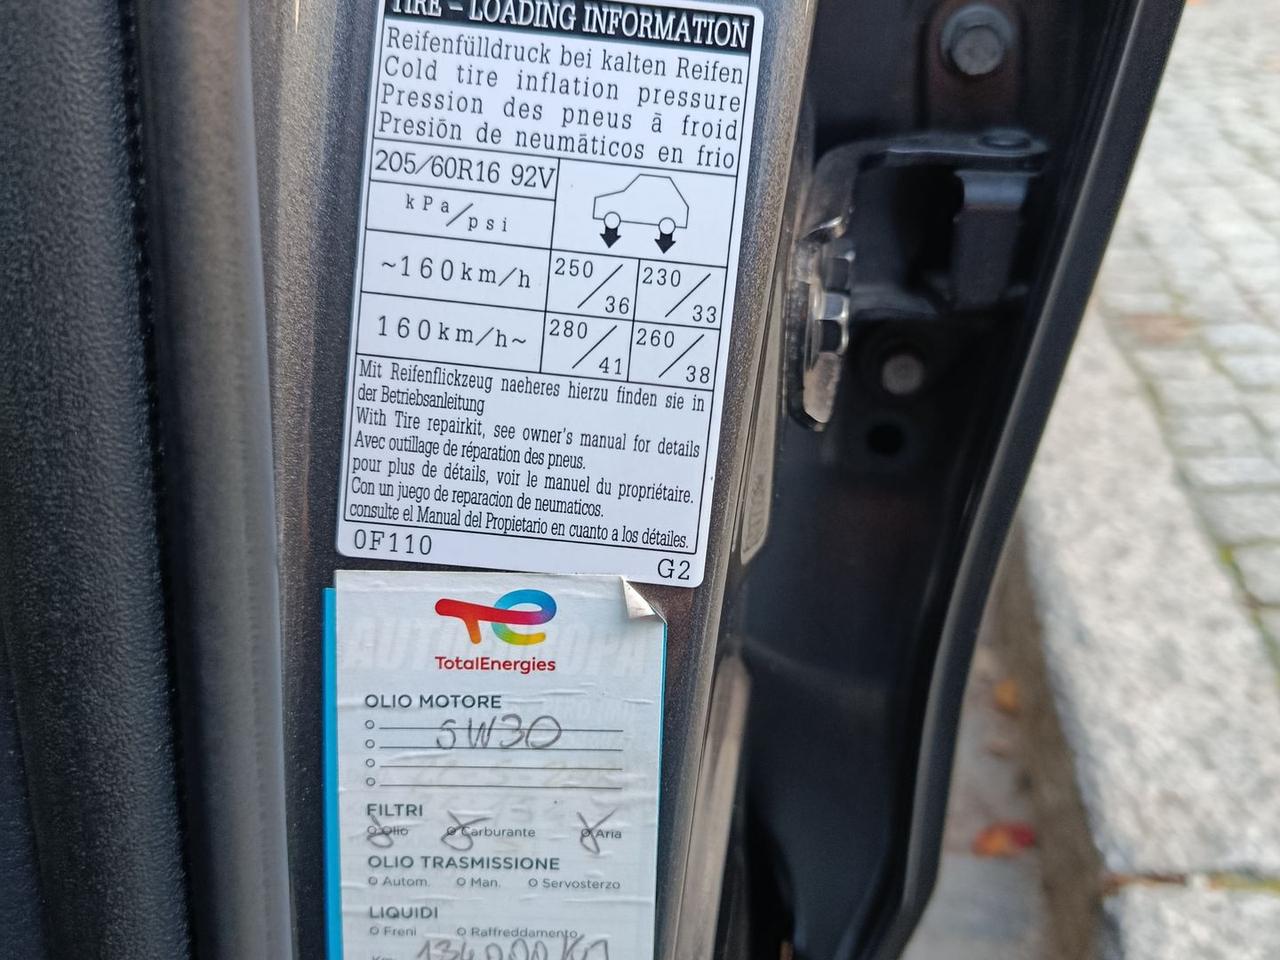 TIRE - LOADING INFORMATION
Reifenfülldruck bei kalten Reifen
Cold tire inflation pressure
Pression des pneus à froid
Presión de neumáticos en frio
205/60R16 92V
kPa/psi
~160km/h 250/36 230/33
160km/h~ 280/41 260/38
Mit Reifenflickzeug naeheres hierzu finden sie in
der Betriebsanleitung
With Tire repairkit, see owner's manual for details
Avec outillage de réparation des pneus.
pour plus de détails, voir le manuel du propriétaire.
Con un juego de reparacion de neumaticos.
consulte el Manual del Propietario en cuanto a los détailes.
0F110 G2
TotalEnergies
OLIO MOTORE
5W30
FILTRI
Olio Carburante Aria
OLIO TRASMISSIONE
Autom. Man. Servosterzo
LIQUIDI
Freni Raffreddamento
Km 134000 KM